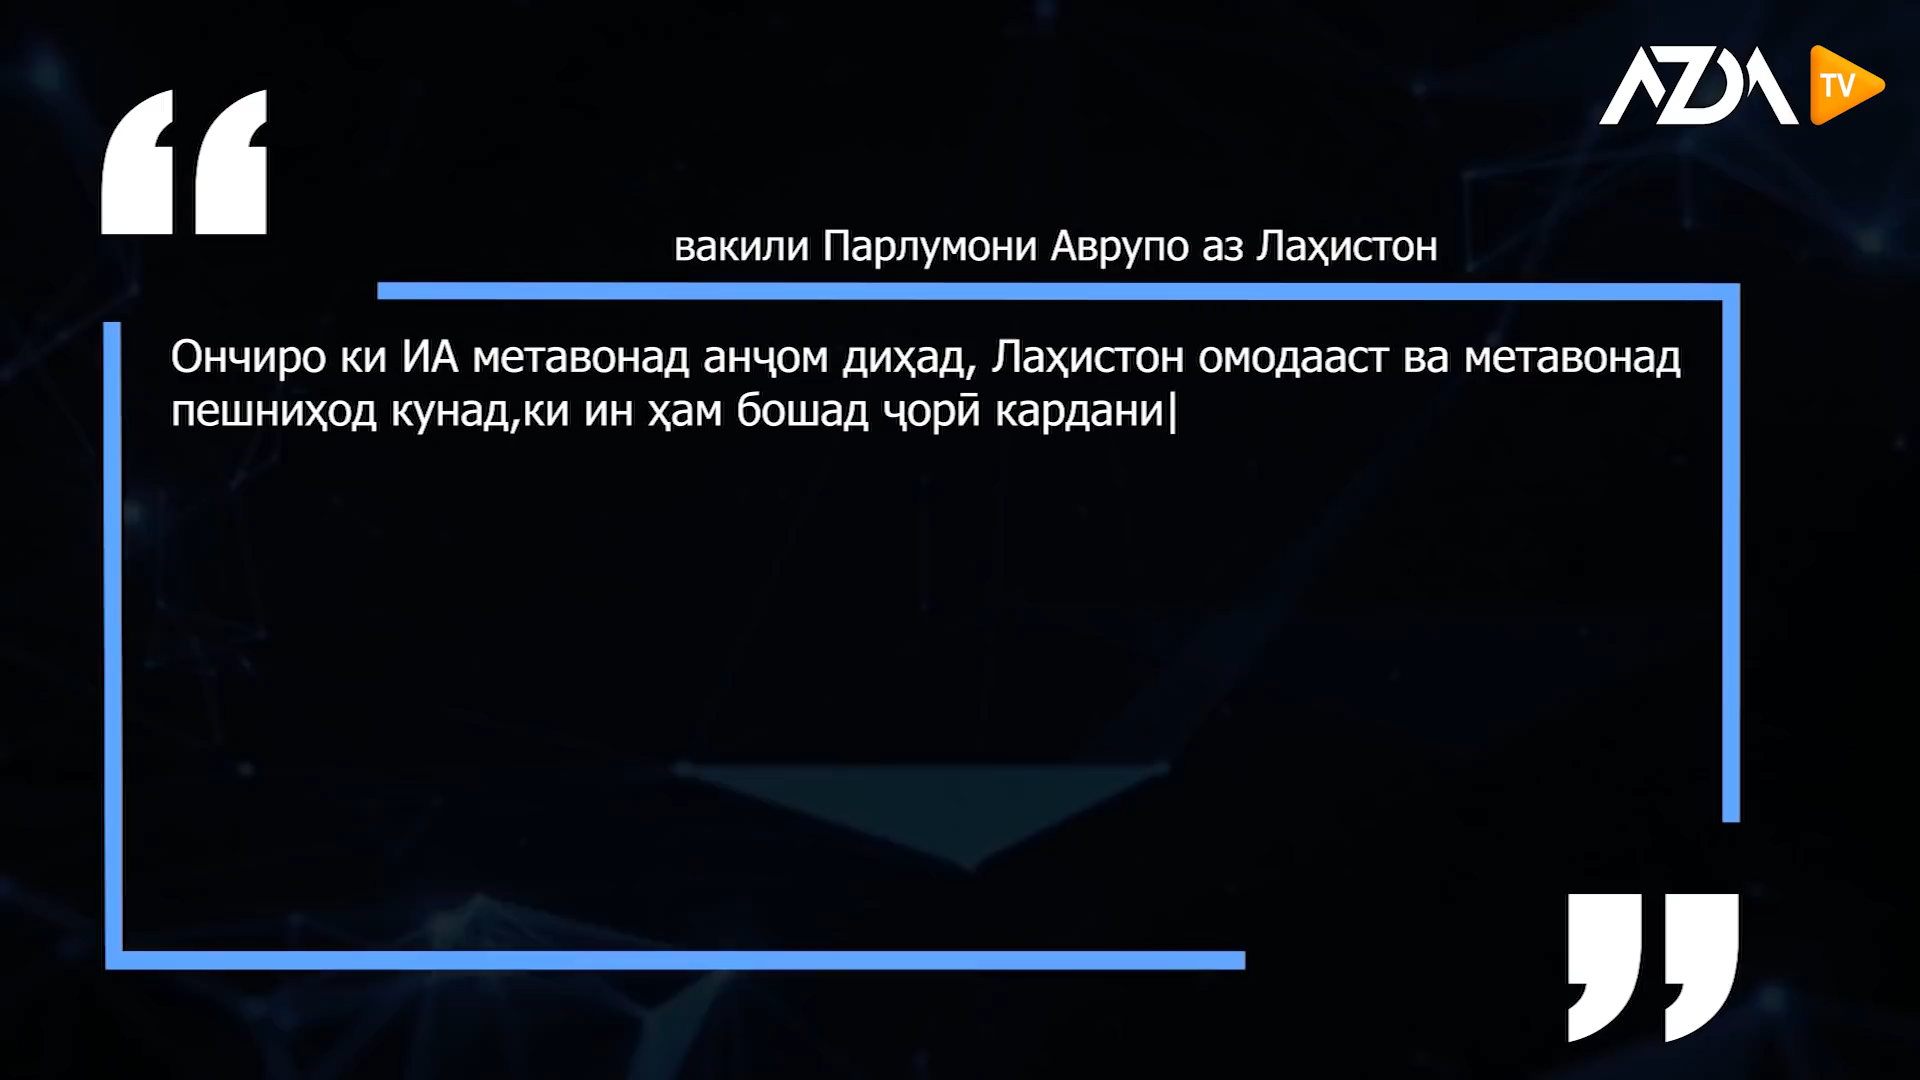 AZDA TV
вакили Парлумони Аврупо аз Лаҳистон
Ончиро ки ИА метавонад анҷом диҳад, Лаҳистон омодааст ва метавонад
пешниҳод кунад,ки ин ҳам бошад ҷорӣ кардани|